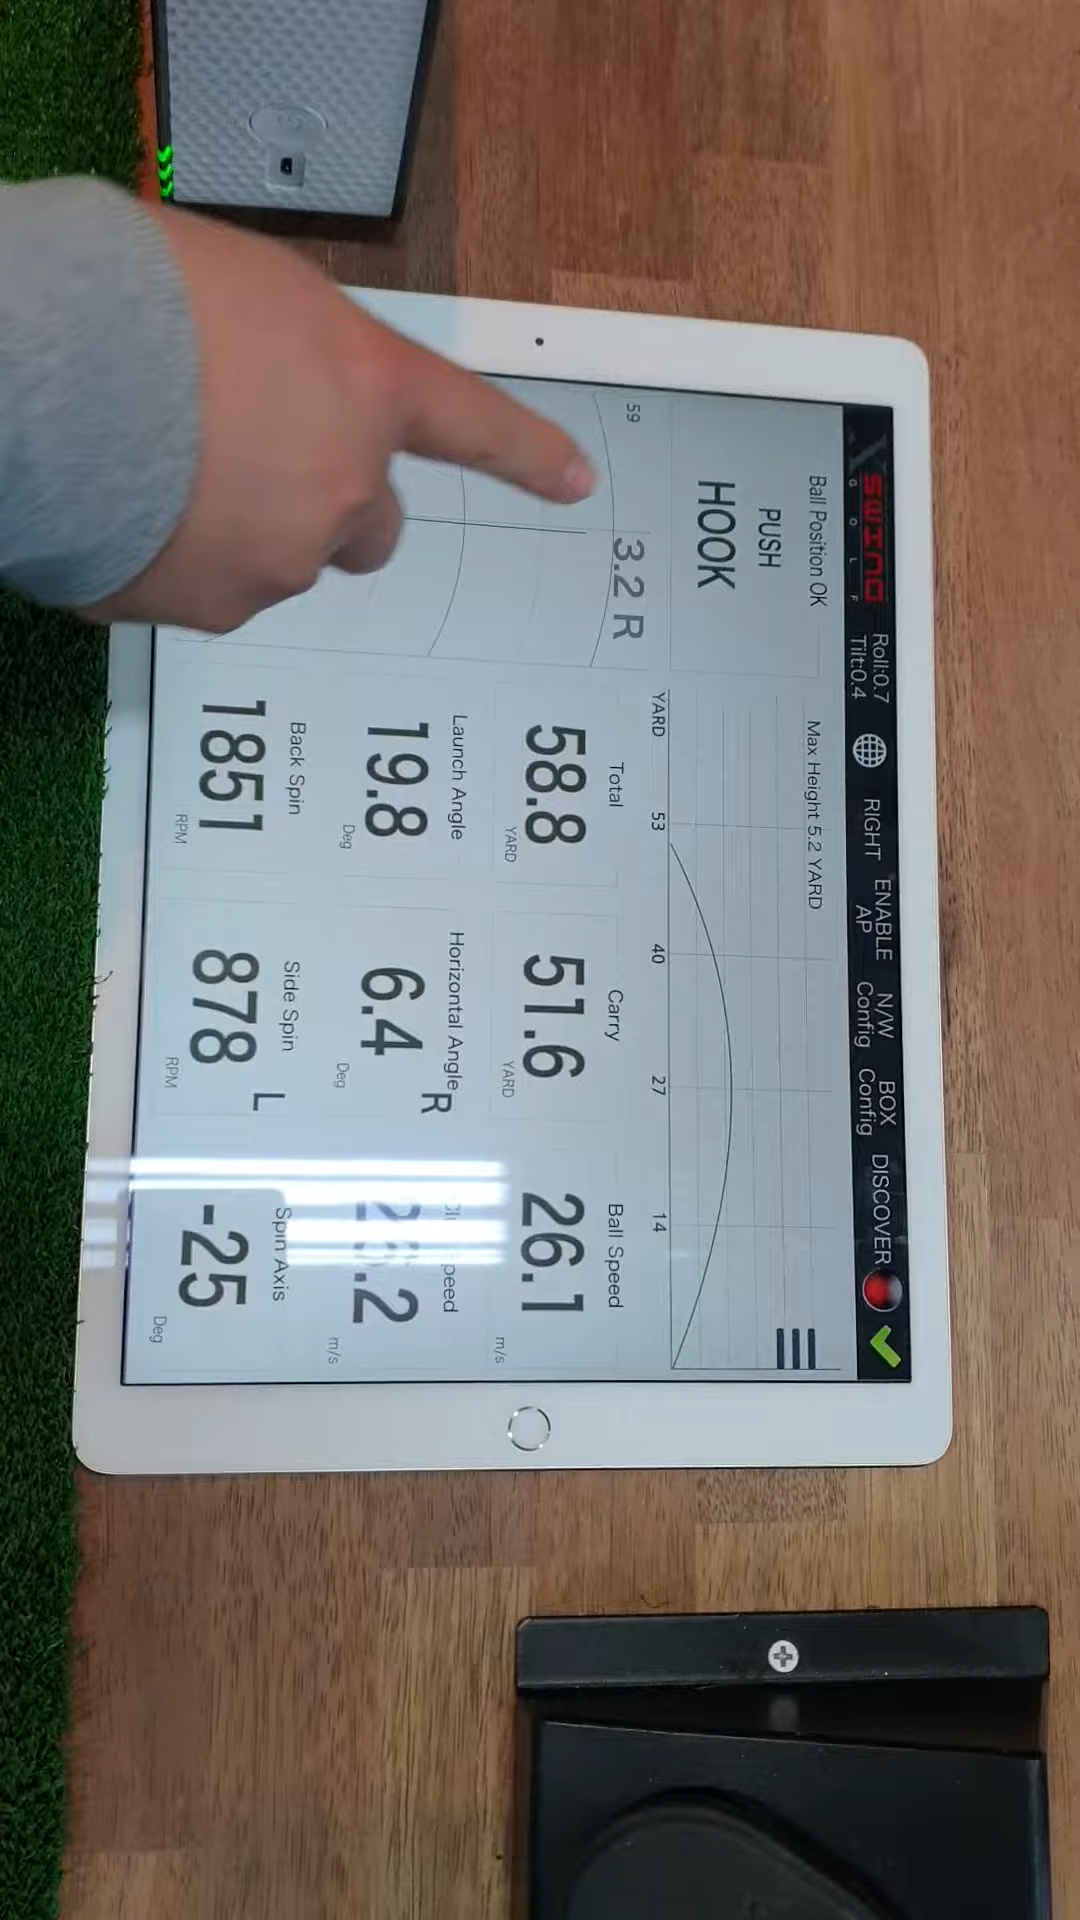 SWING
GOLF
Roll:0.7
Tilt:0.4
RIGHT
ENABLE
AP
N/W
Config
BOX
Config
DISCOVER
Ball Position OK
PUSH
HOOK
Max Height 5.2 YARD
YARD 53 40 27 14
59
3.2 R
Total
58.8
YARD
Carry
51.6
YARD
Ball Speed
26.1
m/s
Launch Angle
19.8
Deg
Horizontal Angle
6.4 R
Deg
m/s
Back Spin
1851
RPM
Side Spin
878 L
RPM
Spin Axis
-25
Deg